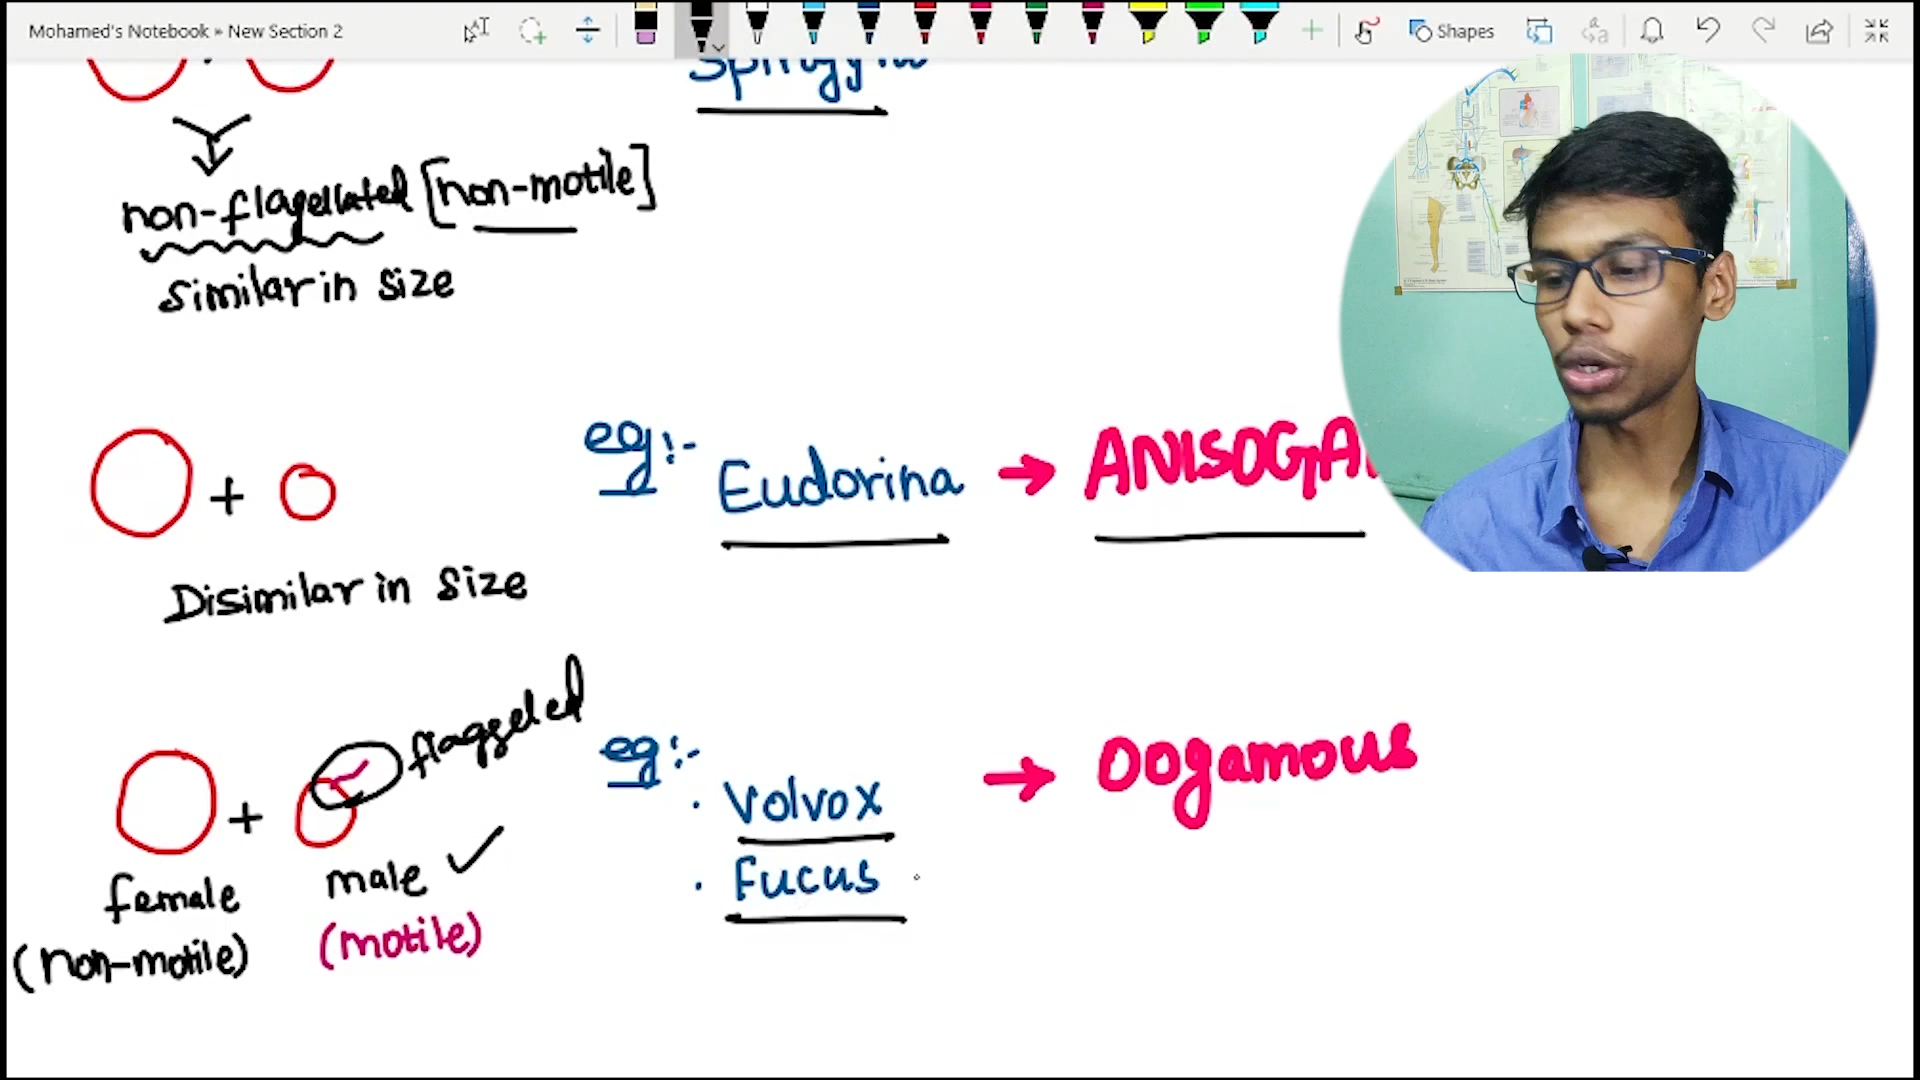 Mohamed's Notebook » New Section 2
Shapes
non-flagellated [non-motile]
similar in size
eg:-
Eudorina → ANISOGA
Disimilar in size
flaggeled
eg:-
. Volvox → Oogamous
. Fucus
female
male ✓
(non-motile)
(motile)